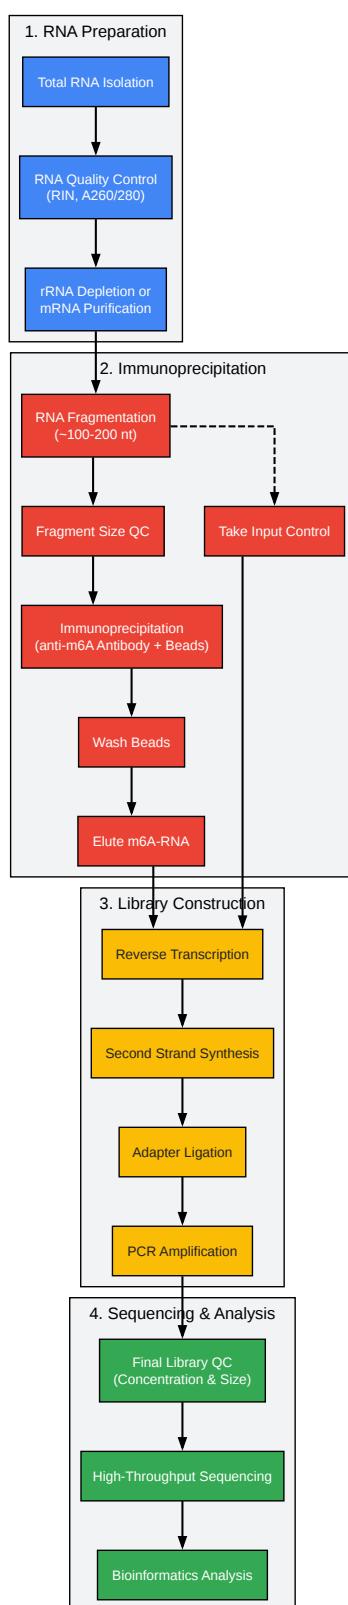 1. RNA Preparation
Total RNA Isolation
RNA Quality Control
(RIN, A260/280)
rRNA Depletion or
mRNA Purification
2. Immunoprecipitation
RNA Fragmentation
(~100-200 nt)
Fragment Size QC
Take Input Control
Immunoprecipitation
(anti-m6A Antibody + Beads)
Wash Beads
Elute m6A-RNA
3. Library Construction
Reverse Transcription
Second Strand Synthesis
Adapter Ligation
PCR Amplification
4. Sequencing & Analysis
Final Library QC
(Concentration & Size)
High-Throughput Sequencing
Bioinformatics Analysis